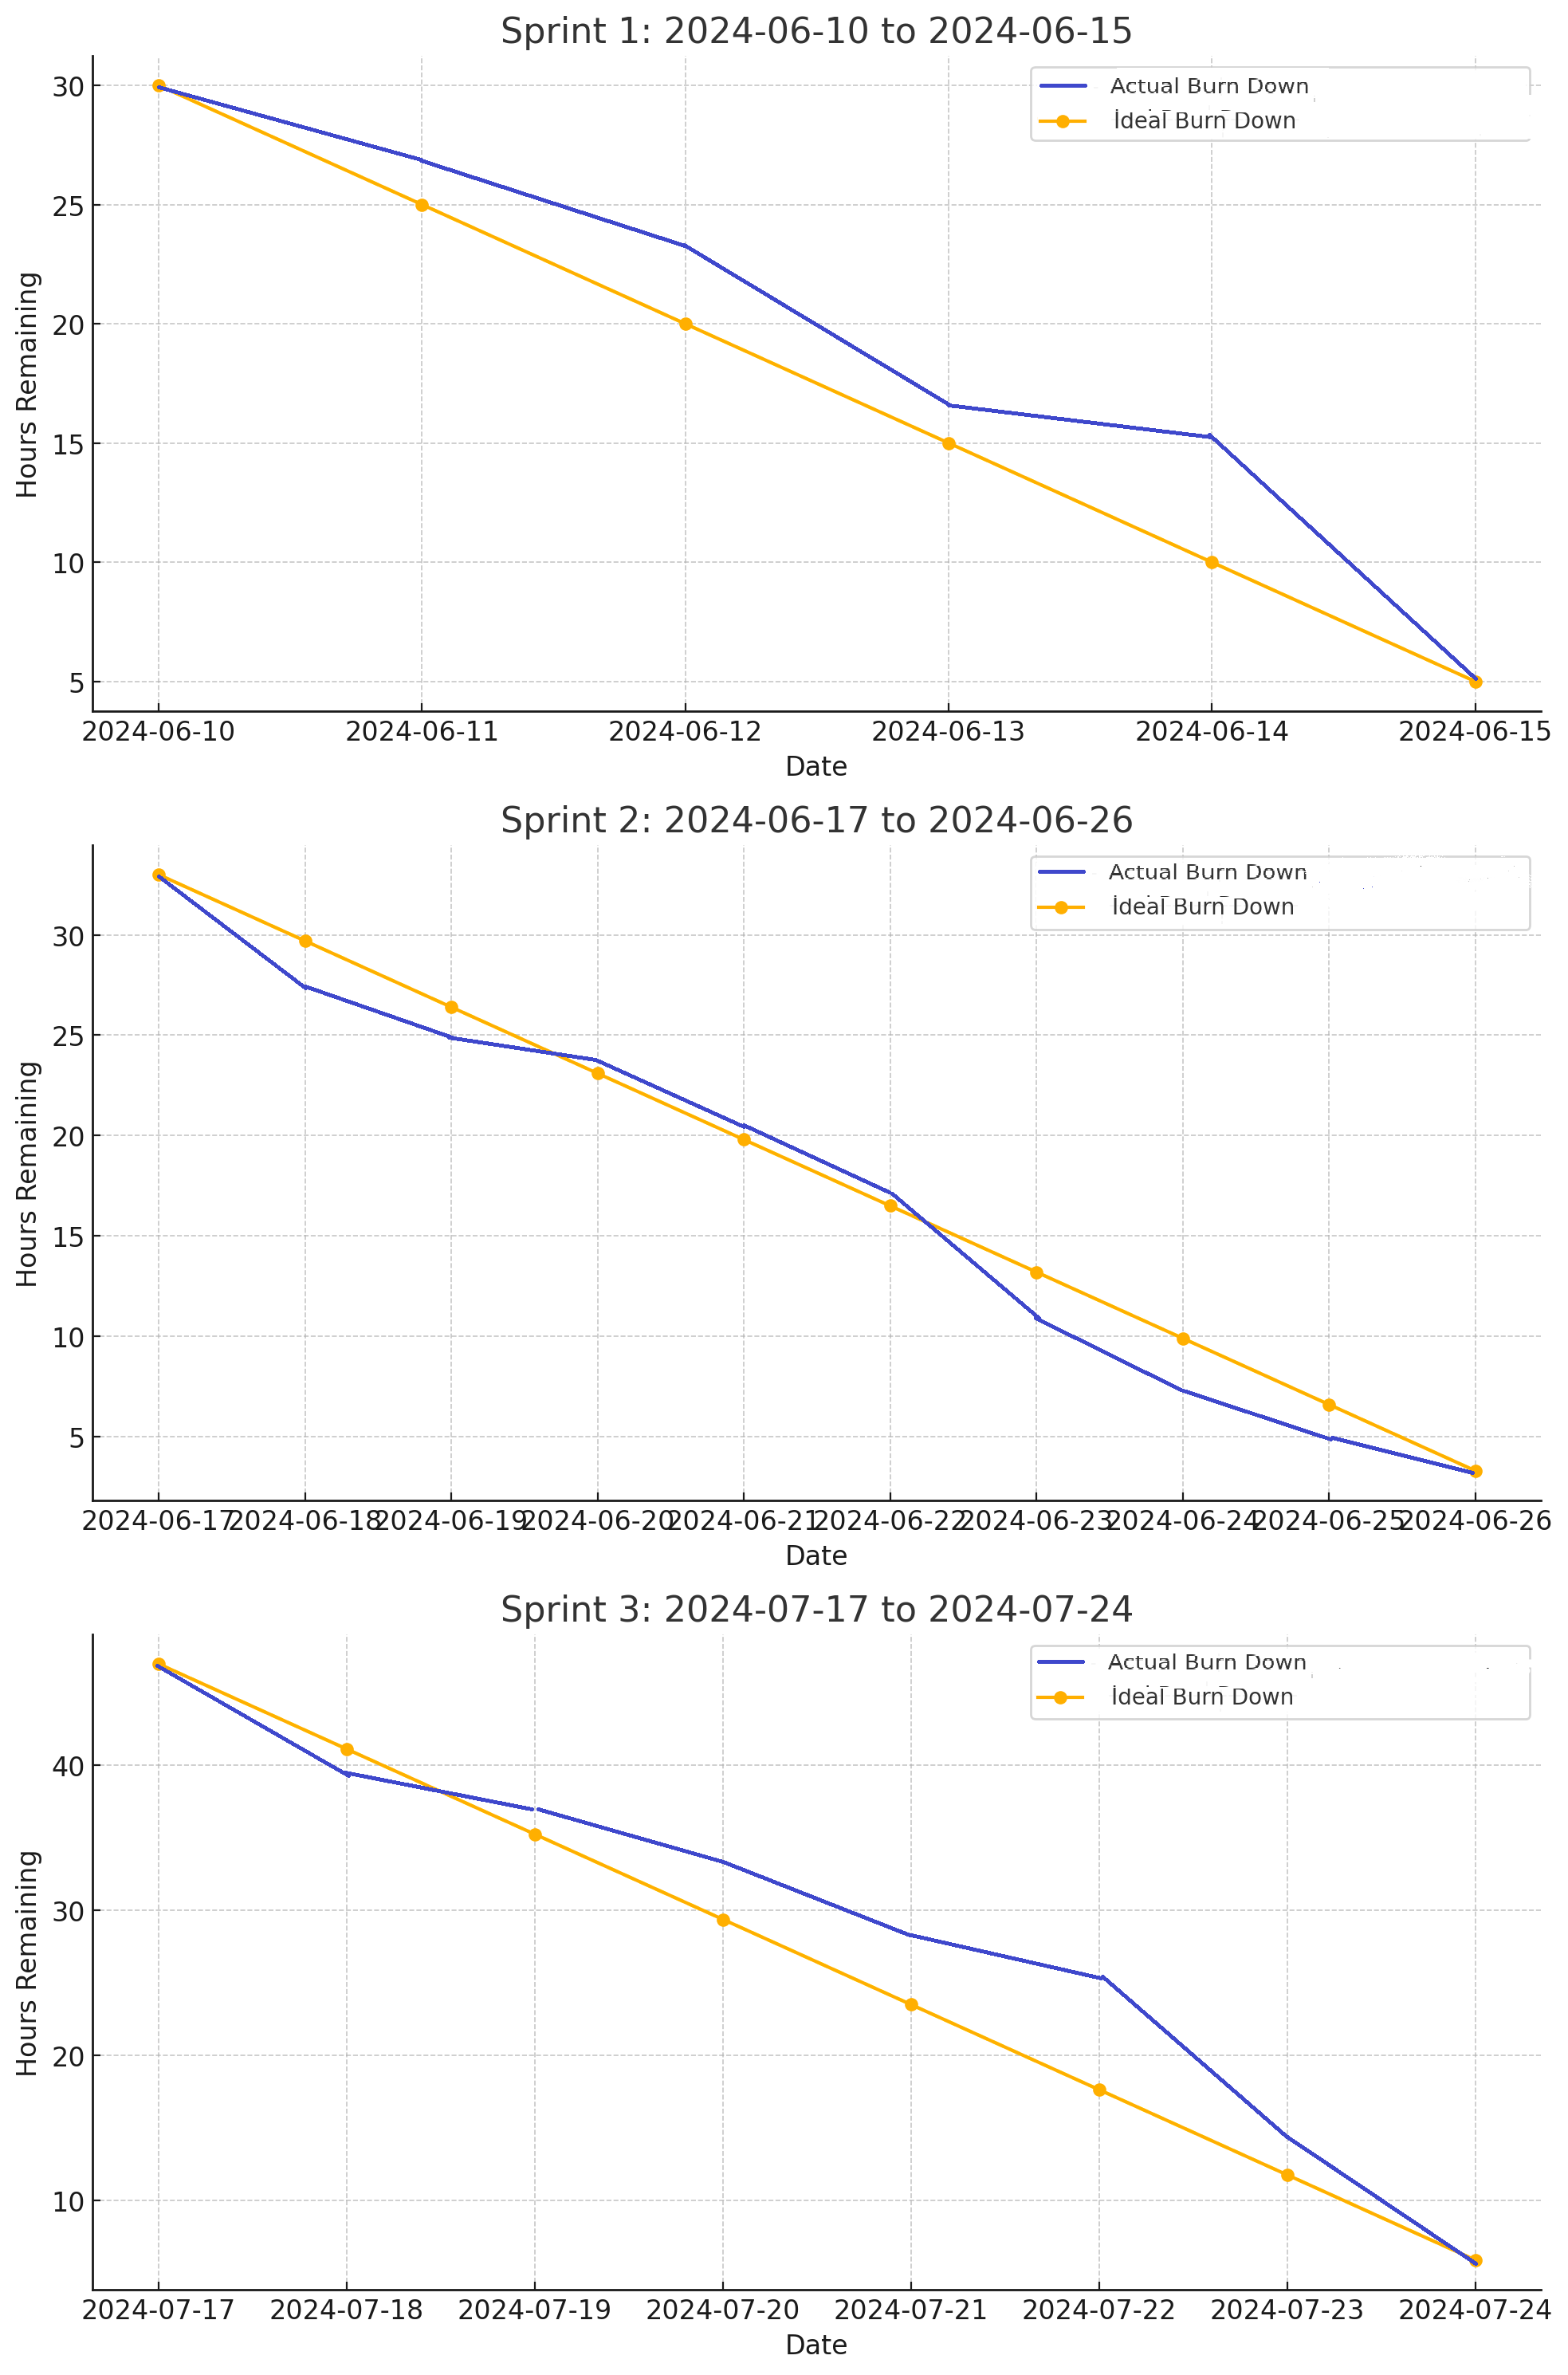 Sprint 1: 2024-06-10 to 2024-06-15
Actual Burn Down
Ideal Burn Down
30
25
20
15
10
5
Hours Remaining
2024-06-10 2024-06-11 2024-06-12 2024-06-13 2024-06-14 2024-06-15
Date
Sprint 2: 2024-06-17 to 2024-06-26
Actual Burn Down
Ideal Burn Down
30
25
20
15
10
5
Hours Remaining
2024-06-17 2024-06-18 2024-06-19 2024-06-20 2024-06-21 2024-06-22 2024-06-23 2024-06-24 2024-06-25 2024-06-26
Date
Sprint 3: 2024-07-17 to 2024-07-24
Actual Burn Down
Ideal Burn Down
40
30
20
10
Hours Remaining
2024-07-17 2024-07-18 2024-07-19 2024-07-20 2024-07-21 2024-07-22 2024-07-23 2024-07-24
Date